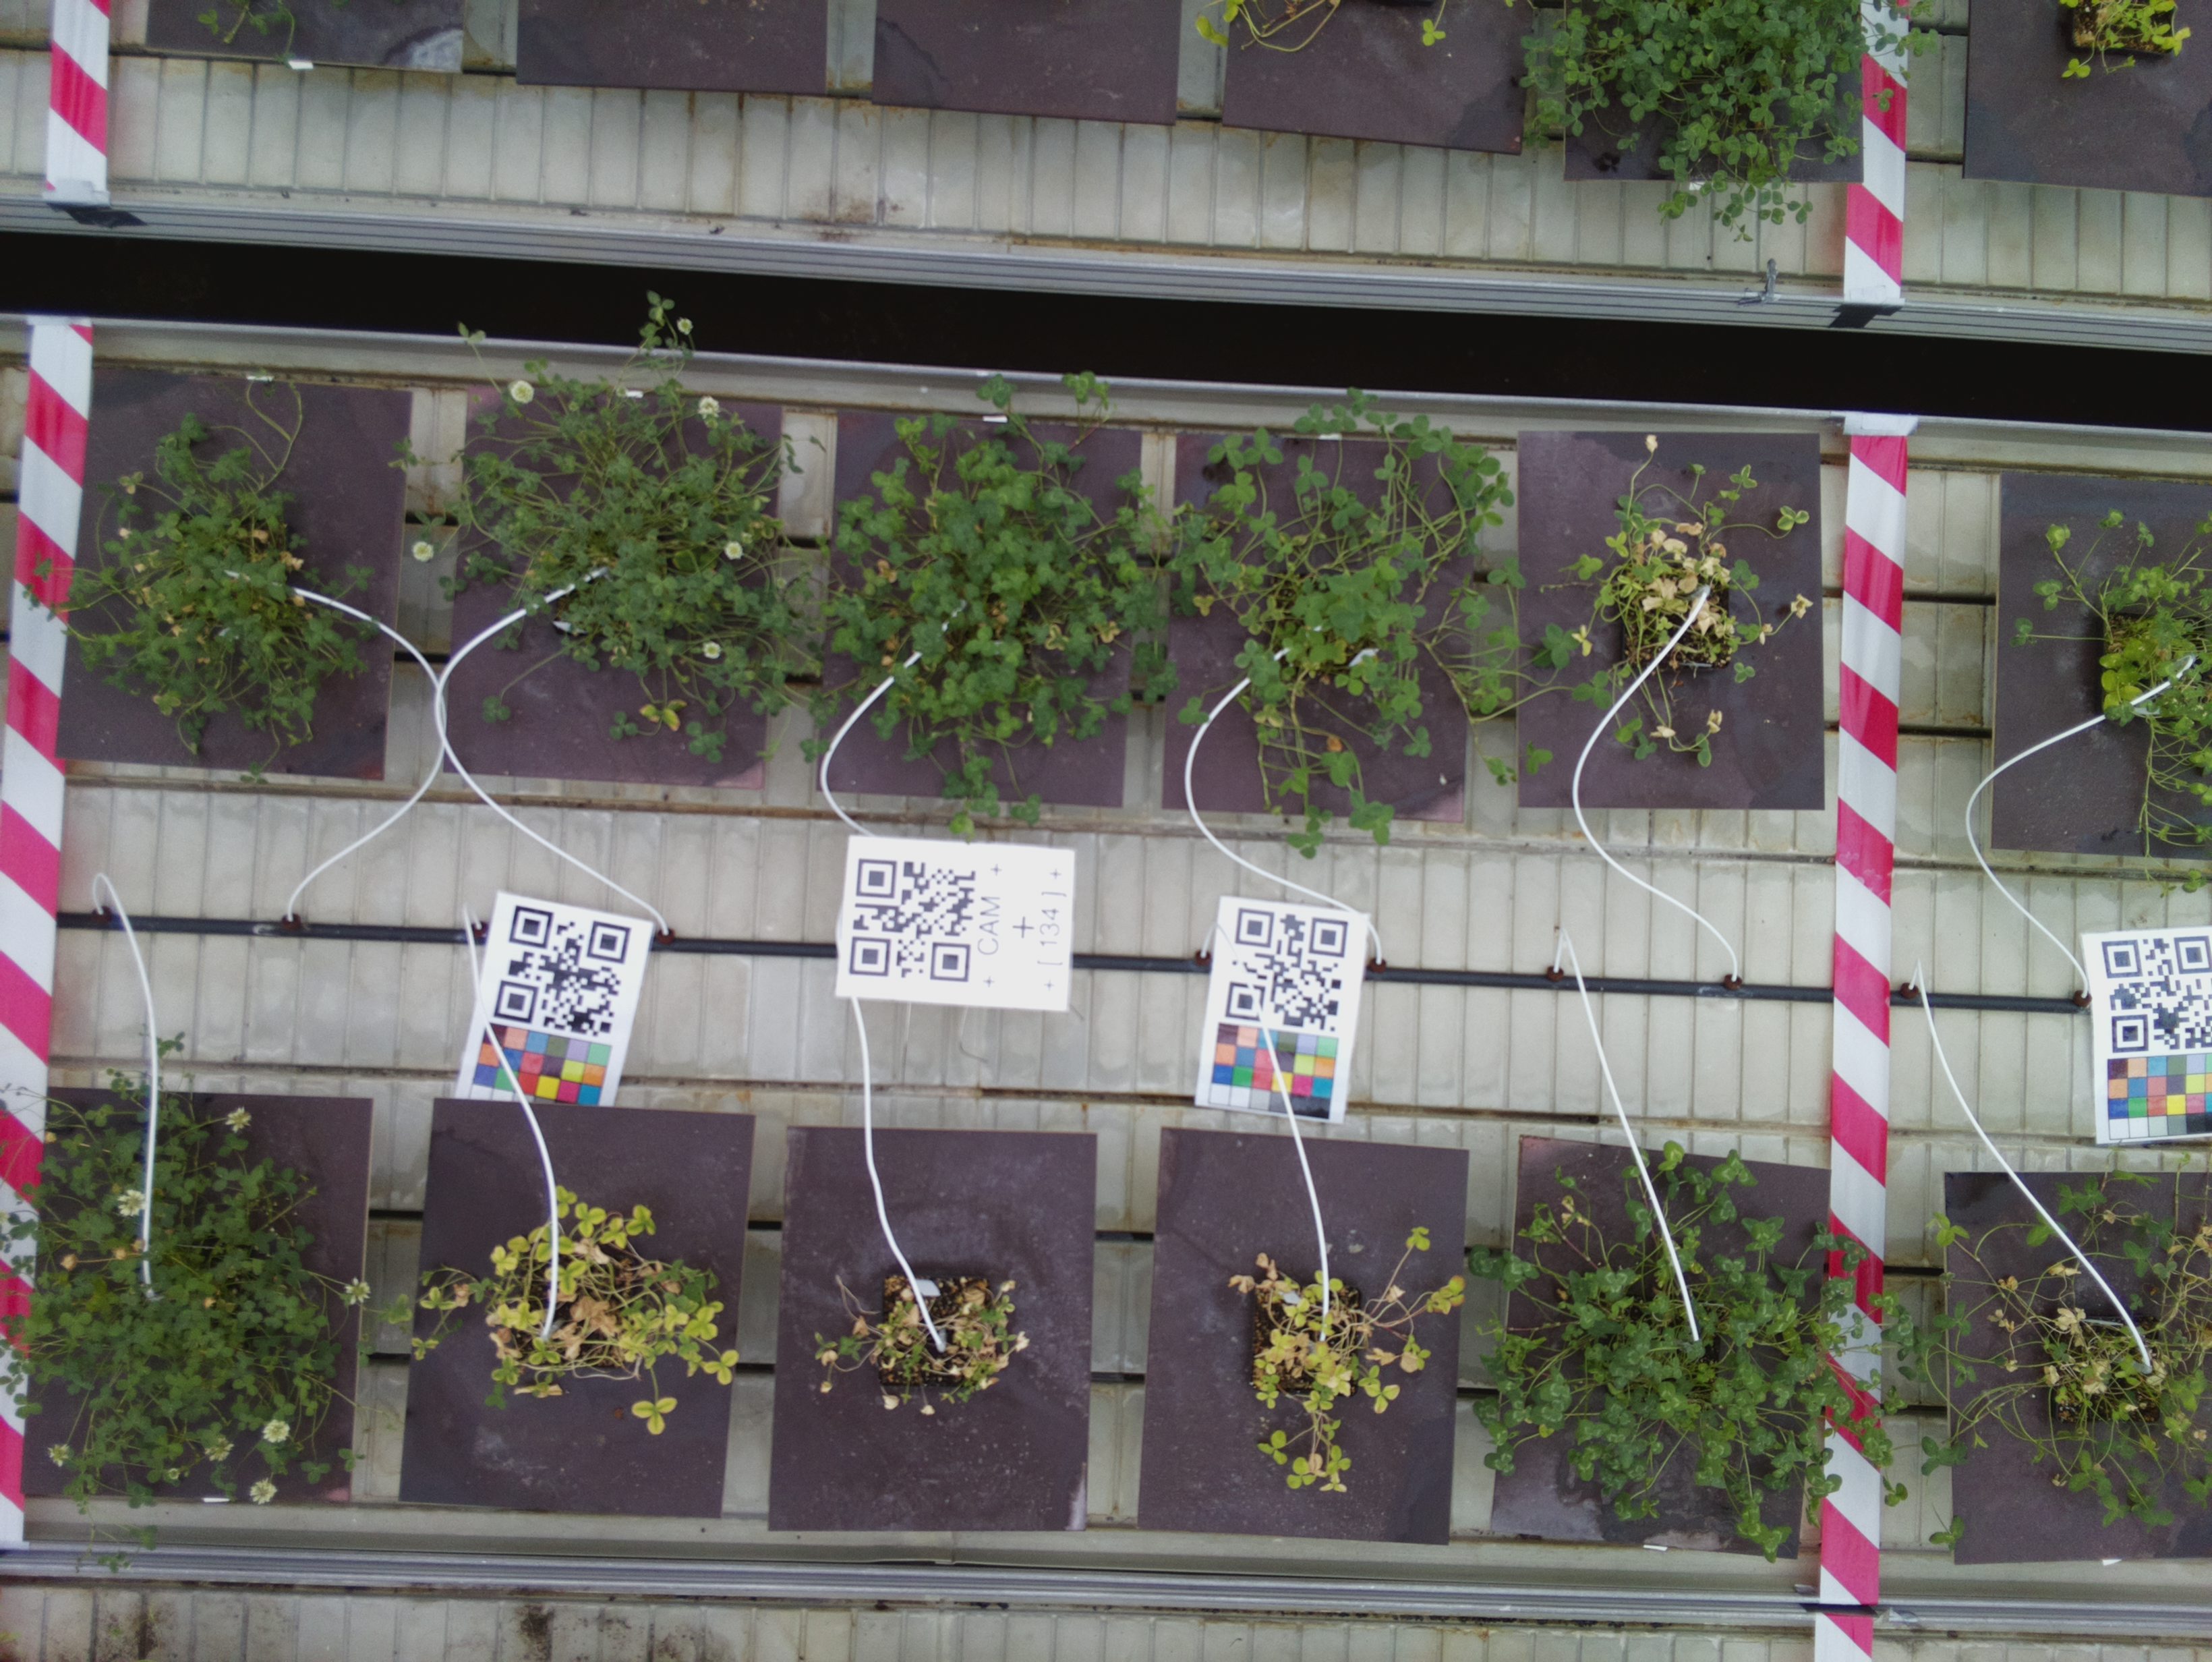 + CAM +
+
+ [ 134 ] +